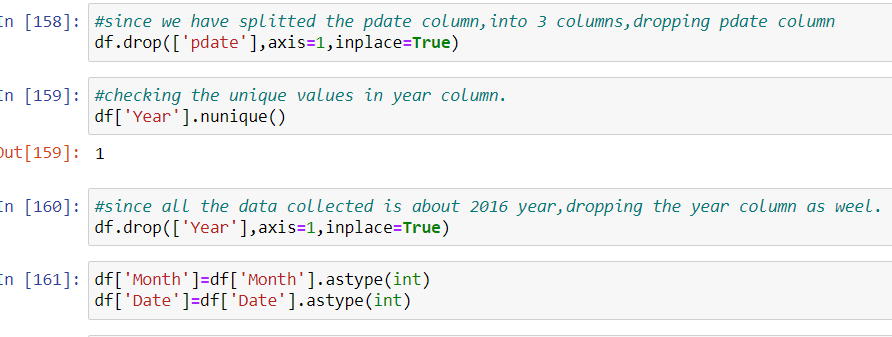 In [158]: #since we have splitted the pdate column,into 3 columns,dropping pdate column
df.drop(['pdate'],axis=1,inplace=True)
In [159]: #checking the unique values in year column.
df['Year'].nunique()
Out[159]: 1
In [160]: #since all the data collected is about 2016 year,dropping the year column as weel.
df.drop(['Year'],axis=1,inplace=True)
In [161]: df['Month']=df['Month'].astype(int)
df['Date']=df['Date'].astype(int)